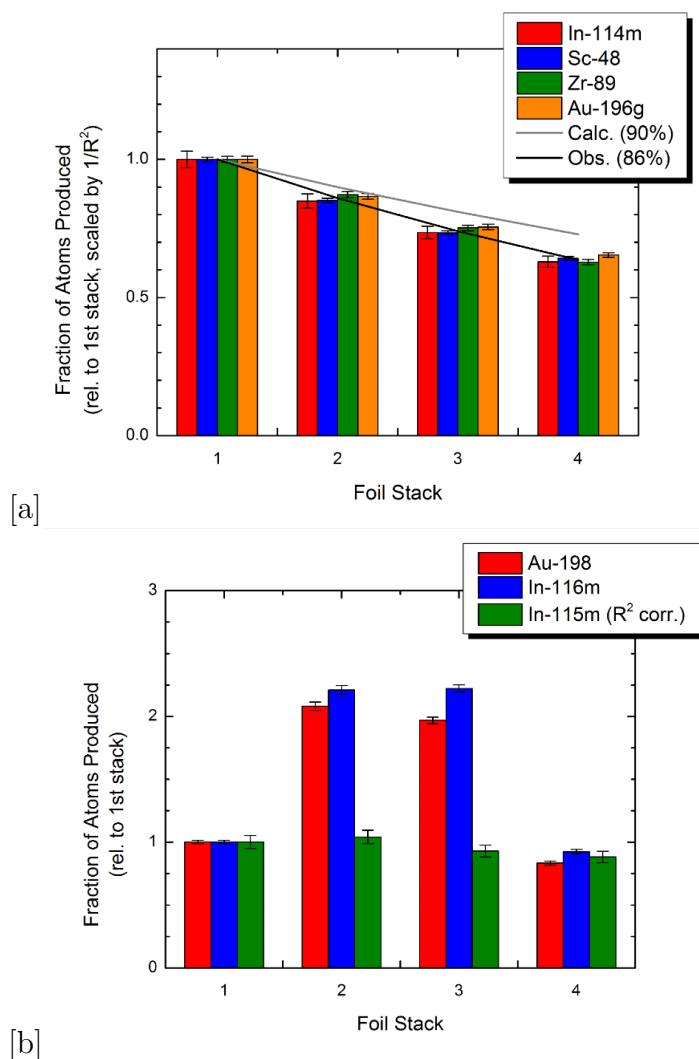 In-114m
Sc-48
Zr-89
Au-196g
Calc. (90%)
Obs. (86%)
1.0
0.5
0.0
Fraction of Atoms Produced
(rel. to 1st stack, scaled by 1/R²)
1 2 3 4
Foil Stack
[a]
Au-198
In-116m
In-115m (R² corr.)
3
2
1
0
Fraction of Atoms Produced
(rel. to 1st stack)
1 2 3 4
Foil Stack
[b]